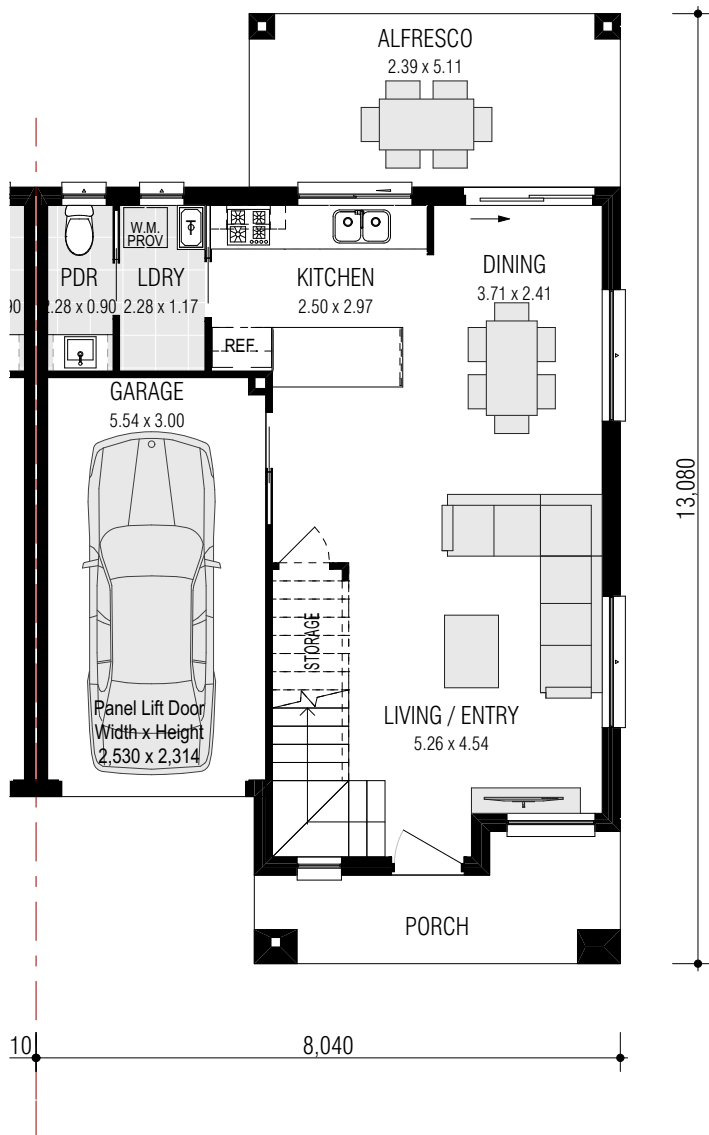 ALFRESCO
2.39 x 5.11
W.M.
PROV
PDR
2.28 x 0.90
LDRY
2.28 x 1.17
KITCHEN
2.50 x 2.97
DINING
3.71 x 2.41
90
REF
GARAGE
5.54 x 3.00
13,080
STORAGE
Panel Lift Door
Width x Height
2,530 x 2,314
LIVING / ENTRY
5.26 x 4.54
PORCH
10
8,040